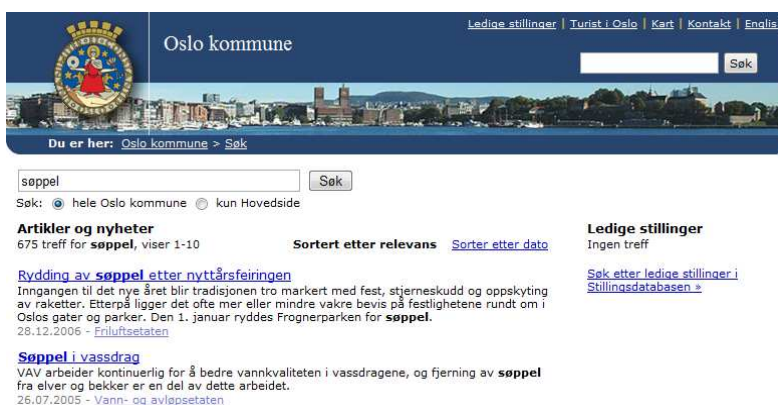 Ledige stillinger | Turist i Oslo | Kart | Kontakt | Englis
Oslo kommune
Søk
Du er her: Oslo kommune > Søk
søppel Søk
Søk: hele Oslo kommune kun Hovedside
Artikler og nyheter
675 treff for søppel, viser 1-10 Sortert etter relevans Sorter etter dato
Rydding av søppel etter nyttårsfeiringen
Inngangen til det nye året blir tradisjonen tro markert med fest, stjerneskudd og oppskyting
av raketter. Etterpå ligger det ofte mer eller mindre vakre bevis på festlighetene rundt om i
Oslos gater og parker. Den 1. januar ryddes Frognerparken for søppel.
28.12.2006 - Friluftsetaten
Søppel i vassdrag
VAV arbeider kontinuerlig for å bedre vannkvaliteten i vassdragene, og fjerning av søppel
fra elver og bekker er en del av dette arbeidet.
26.07.2005 - Vann- og avløpsetaten
Ledige stillinger
Ingen treff
Søk etter ledige stillinger i
Stillingsdatabasen »